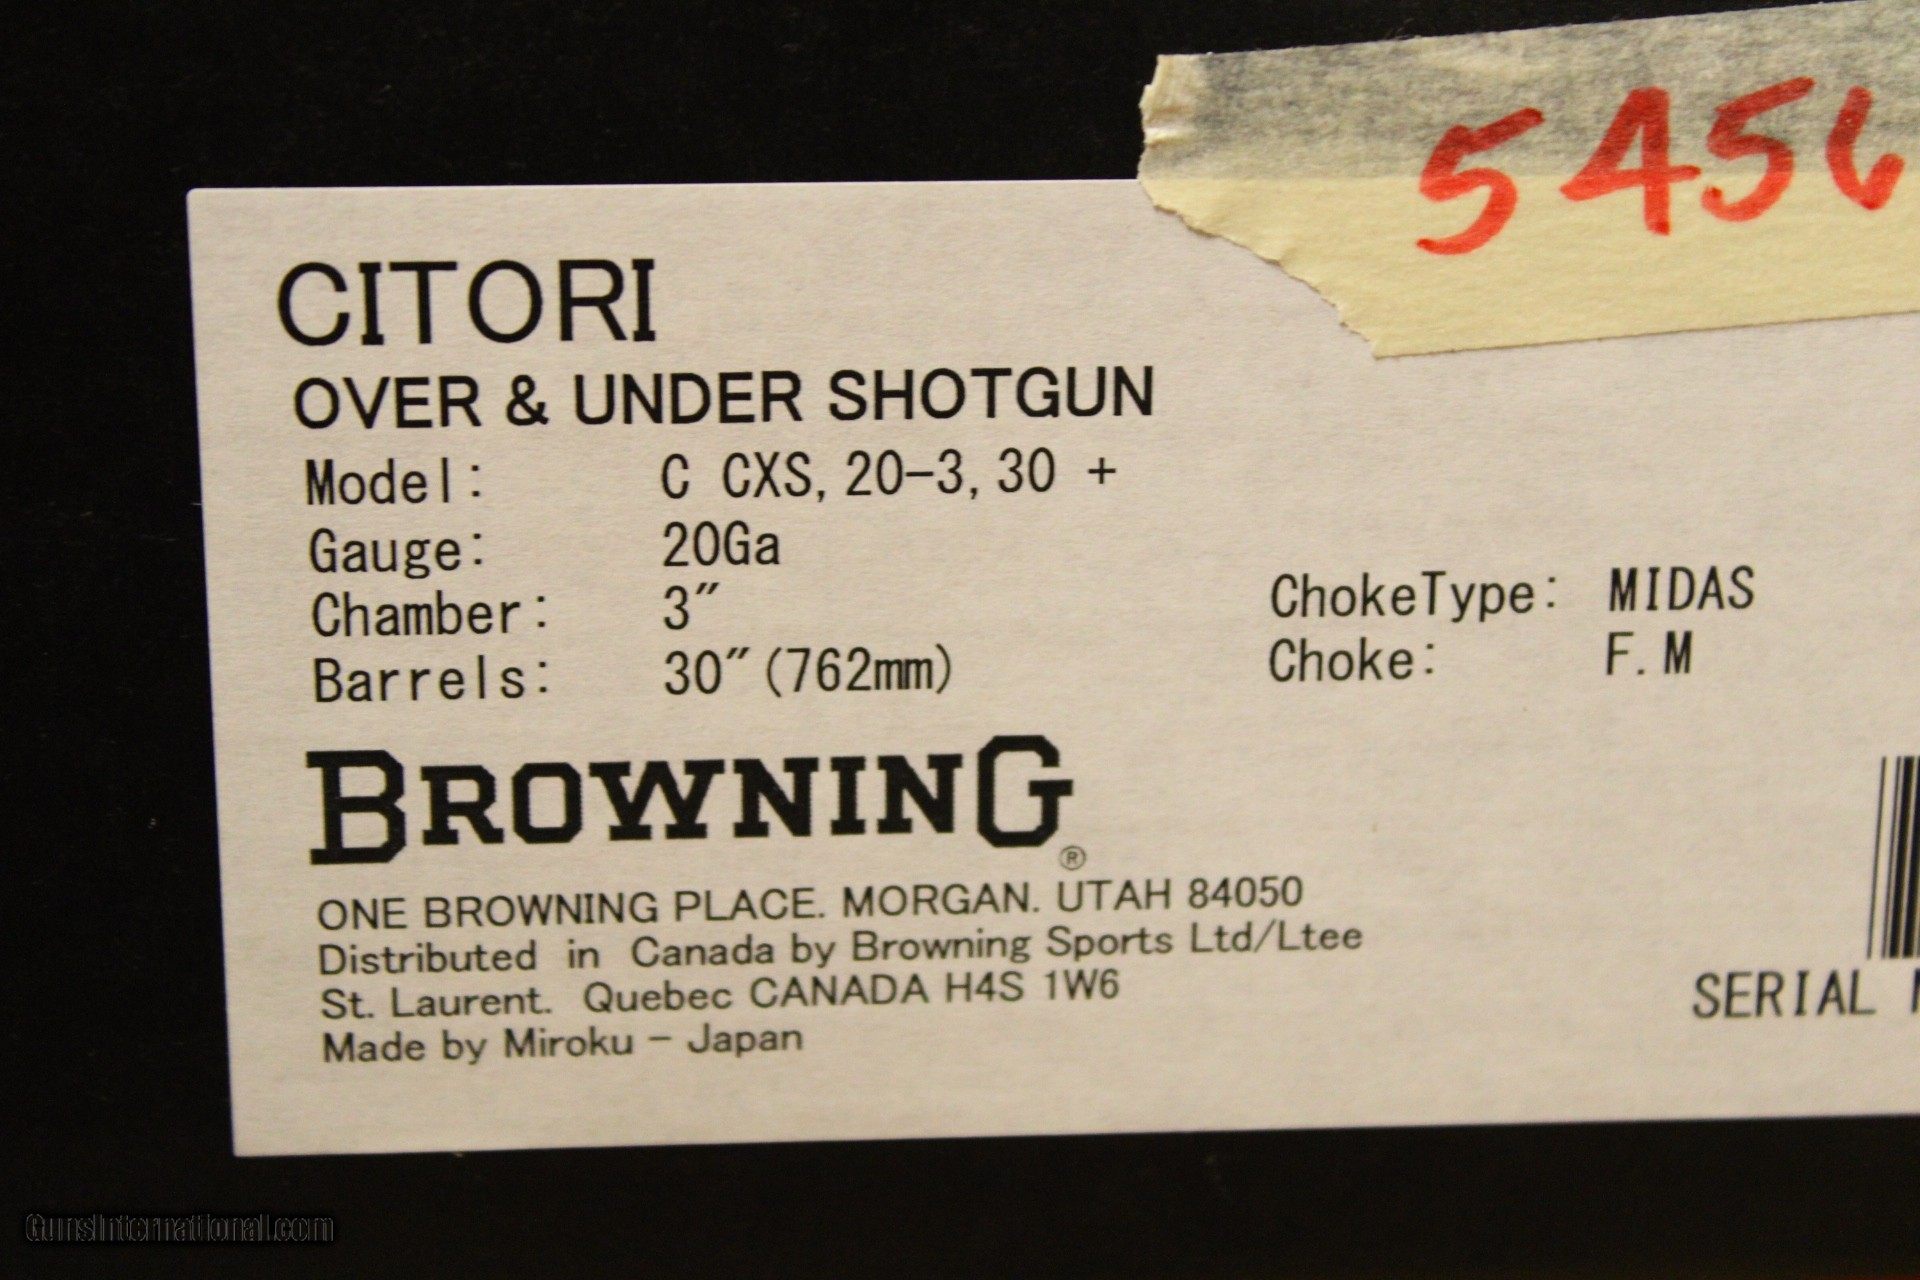 5456
CITORI
OVER & UNDER SHOTGUN
Model: C CXS, 20-3, 30 +
Gauge: 20Ga
Chamber: 3"
Barrels: 30"(762mm)
ChokeType: MIDAS
Choke: F.M
BROWNING®
ONE BROWNING PLACE. MORGAN. UTAH 84050
Distributed in Canada by Browning Sports Ltd/Ltee
St. Laurent. Quebec CANADA H4S 1W6
Made by Miroku - Japan
SERIAL
GunsInternational.com